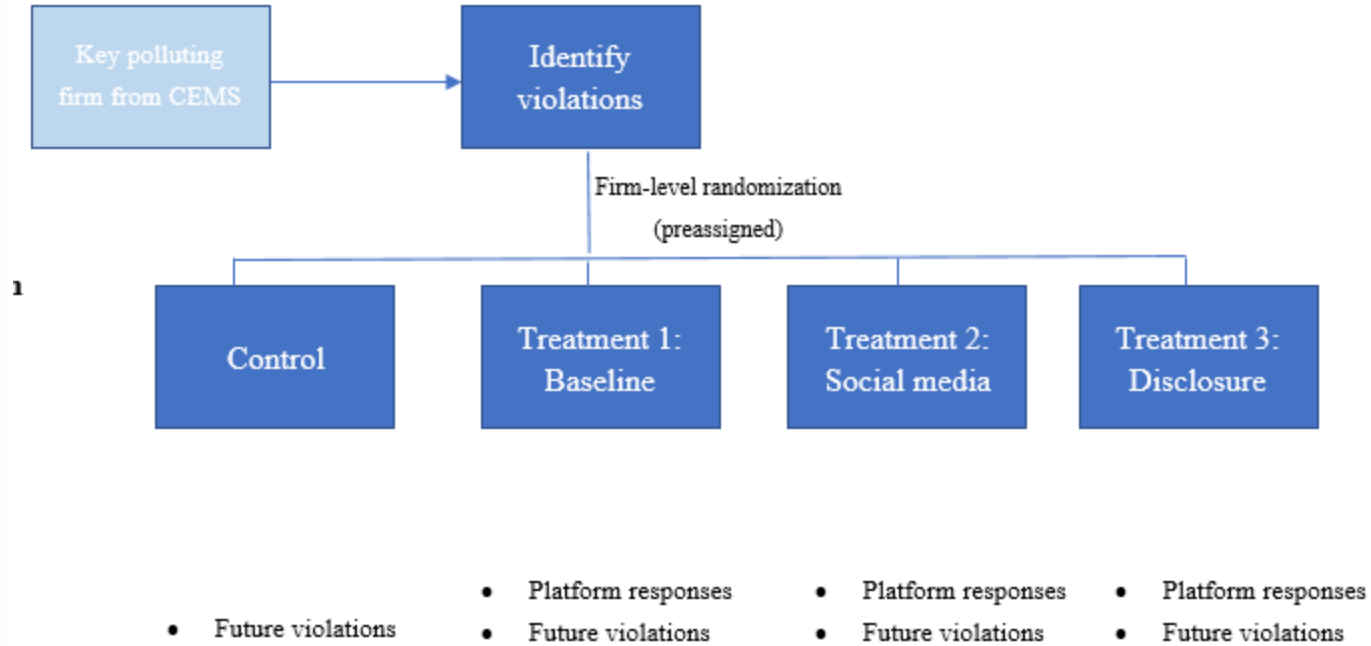 Key polluting
firm from CEMS
Identify
violations
Firm-level randomization
(preassigned)
Control
Treatment 1:
Baseline
Treatment 2:
Social media
Treatment 3:
Disclosure
• Future violations
• Platform responses
• Future violations
• Platform responses
• Future violations
• Platform responses
• Future violations